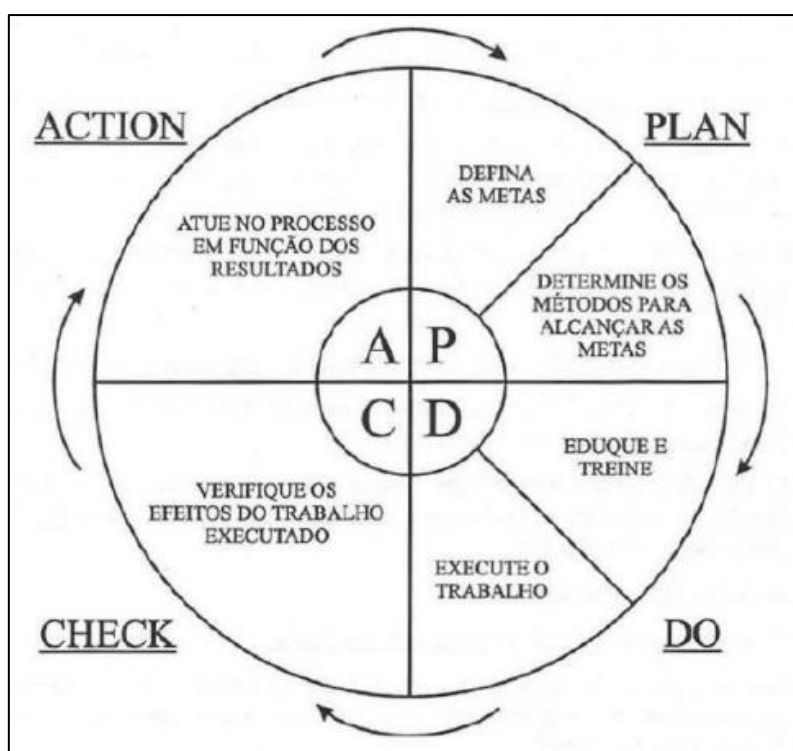 ACTION
PLAN
DEFINA
AS METAS
ATUE NO PROCESSO
EM FUNÇÃO DOS
RESULTADOS
DETERMINE OS
MÉTODOS PARA
ALCANÇAR AS
METAS
A P
C D
EDUQUE E
TREINE
VERIFIQUE OS
EFEITOS DO TRABALHO
EXECUTADO
EXECUTE O
TRABALHO
CHECK
DO